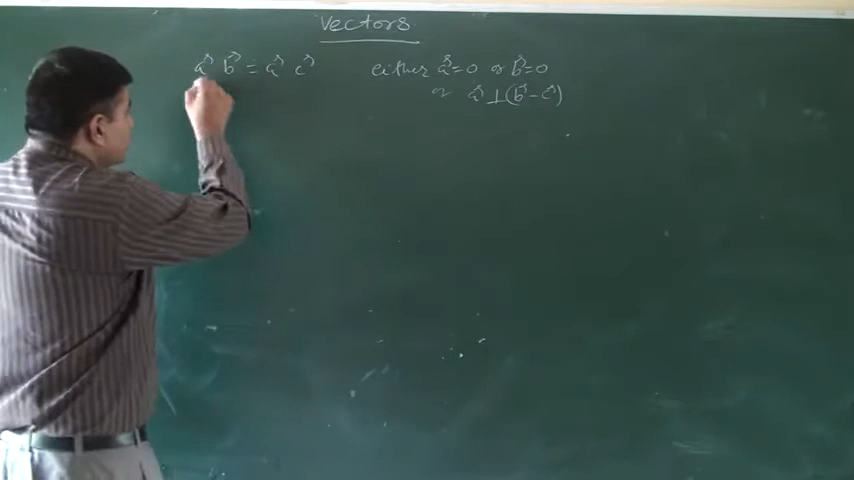 Vectors
a⃗ b⃗ = a⃗ c⃗ either a⃗=0 or b⃗=0
or a⃗ ⊥ (b⃗ - c⃗)